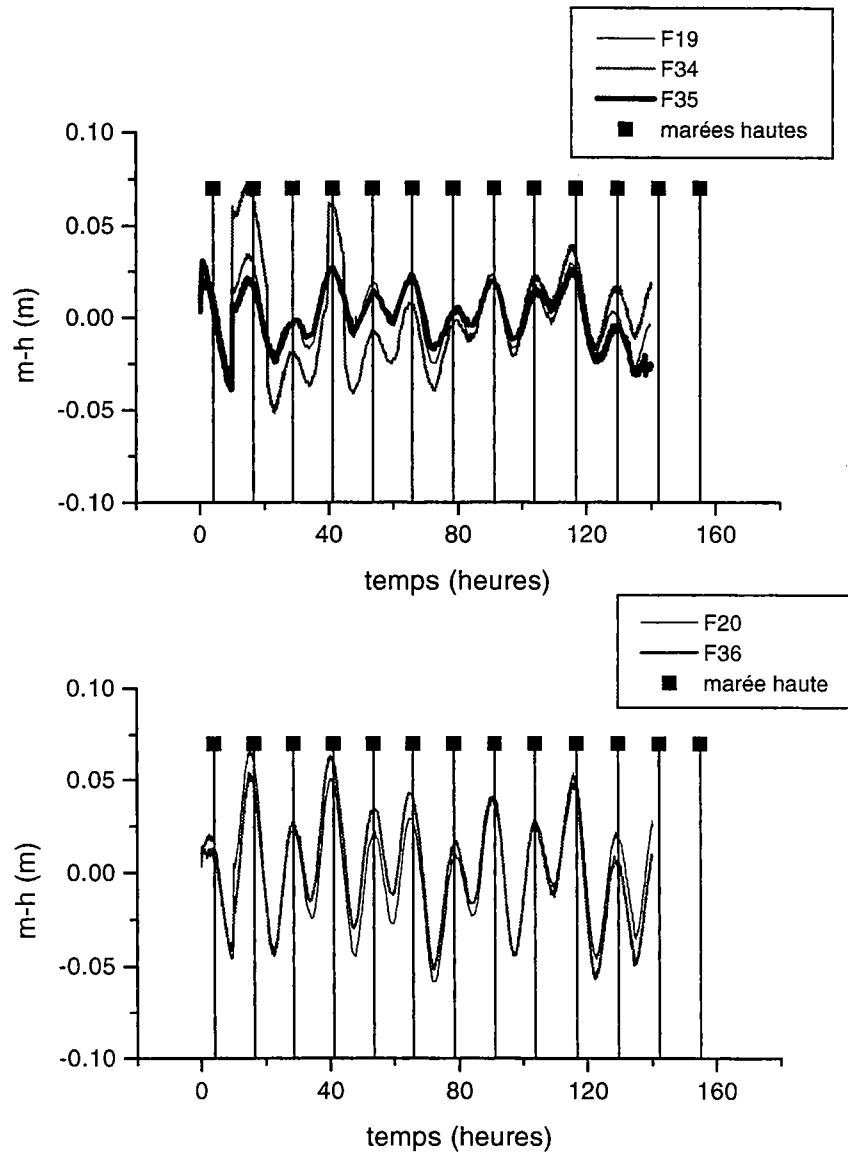 F19
F34
F35
marées hautes
0.10
0.05
0.00
-0.05
-0.10
m-h (m)
0 40 80 120 160
temps (heures)
F20
F36
marée haute
0.10
0.05
0.00
-0.05
-0.10
m-h (m)
0 40 80 120 160
temps (heures)